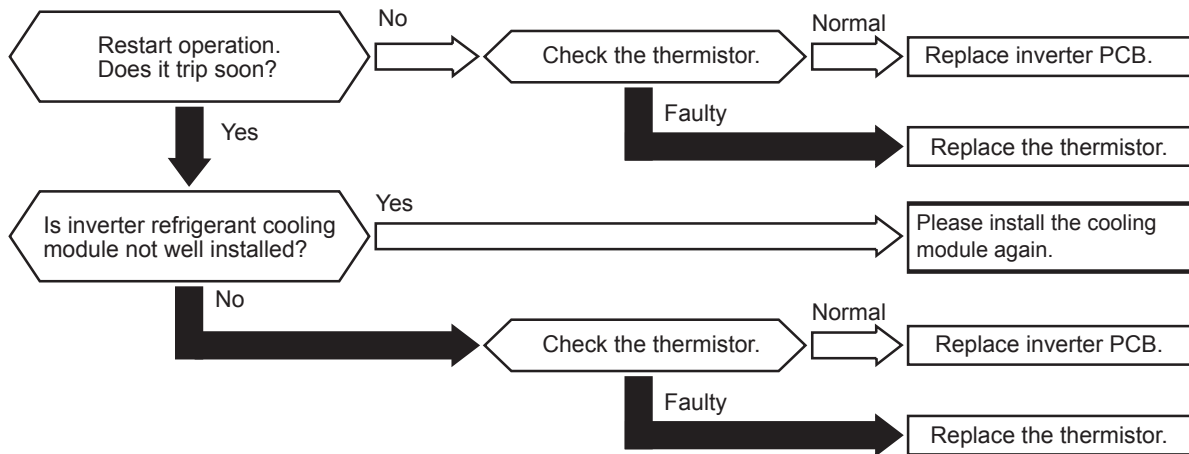 Restart operation.
Does it trip soon?
No
Check the thermistor.
Normal
Replace inverter PCB.
Faulty
Replace the thermistor.
Yes
Is inverter refrigerant cooling
module not well installed?
Yes
Please install the cooling
module again.
No
Check the thermistor.
Normal
Replace inverter PCB.
Faulty
Replace the thermistor.